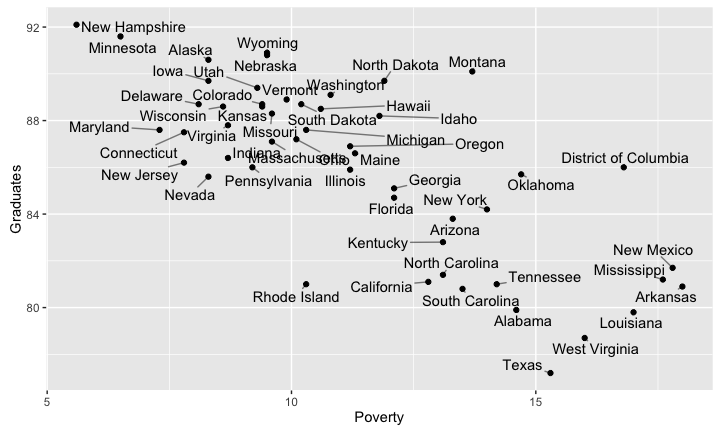 92
New Hampshire
Minnesota
Wyoming
Alaska
Nebraska
North Dakota
Montana
Iowa
Utah
Washington
Delaware
Colorado
Vermont
Hawaii
Wisconsin
Kansas
South Dakota
Idaho
88
Maryland
Virginia
Missouri
Michigan
Oregon
Connecticut
Indiana
Massachusetts
Ohio
Maine
District of Columbia
New Jersey
Pennsylvania
Illinois
Georgia
Oklahoma
Nevada
New York
Florida
84
Arizona
Kentucky
New Mexico
North Carolina
Mississippi
Tennessee
California
Rhode Island
South Carolina
Arkansas
80
Alabama
Louisiana
West Virginia
Texas
Graduates
5
10
15
Poverty